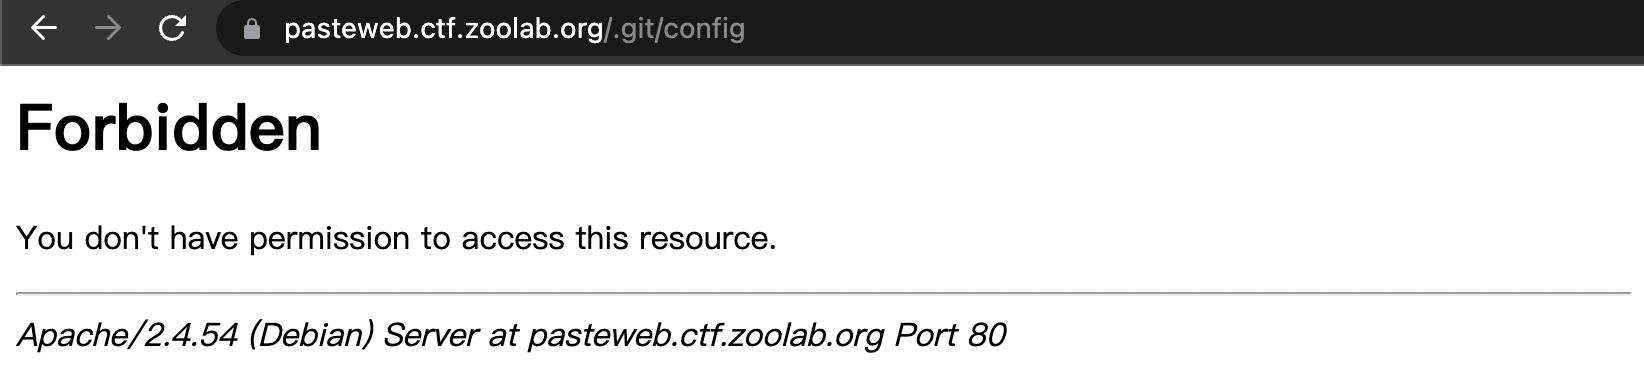 pasteweb.ctf.zoolab.org/.git/config
Forbidden
You don't have permission to access this resource.
Apache/2.4.54 (Debian) Server at pasteweb.ctf.zoolab.org Port 80